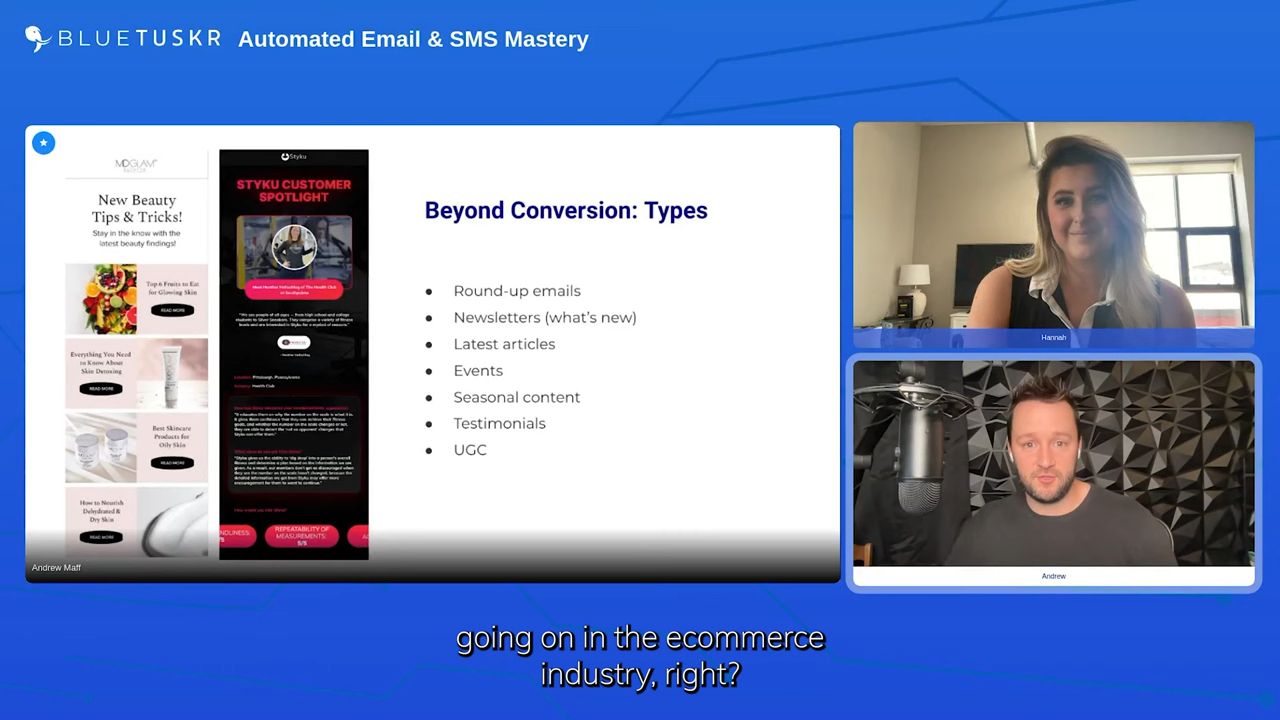 BLUETUSKR Automated Email & SMS Mastery
MDGLAM
New Beauty
Tips & Tricks!
Stay in the know with the
latest beauty findings!
Top 6 Fruits to Eat
for Glowing Skin
READ MORE
Everything You Need
to Know About
Skin Detoxing
READ MORE
Best Skincare
Products for
Oily Skin
READ MORE
How to Nourish
Dehydrated &
Dry Skin
READ MORE
Styku
STYKU CUSTOMER
SPOTLIGHT
REPEATABILITY OF
MEASUREMENTS:
5/5
Beyond Conversion: Types
● Round-up emails
● Newsletters (what’s new)
● Latest articles
● Events
● Seasonal content
● Testimonials
● UGC
Andrew Maff
Hannah
Andrew
going on in the ecommerce
industry, right?